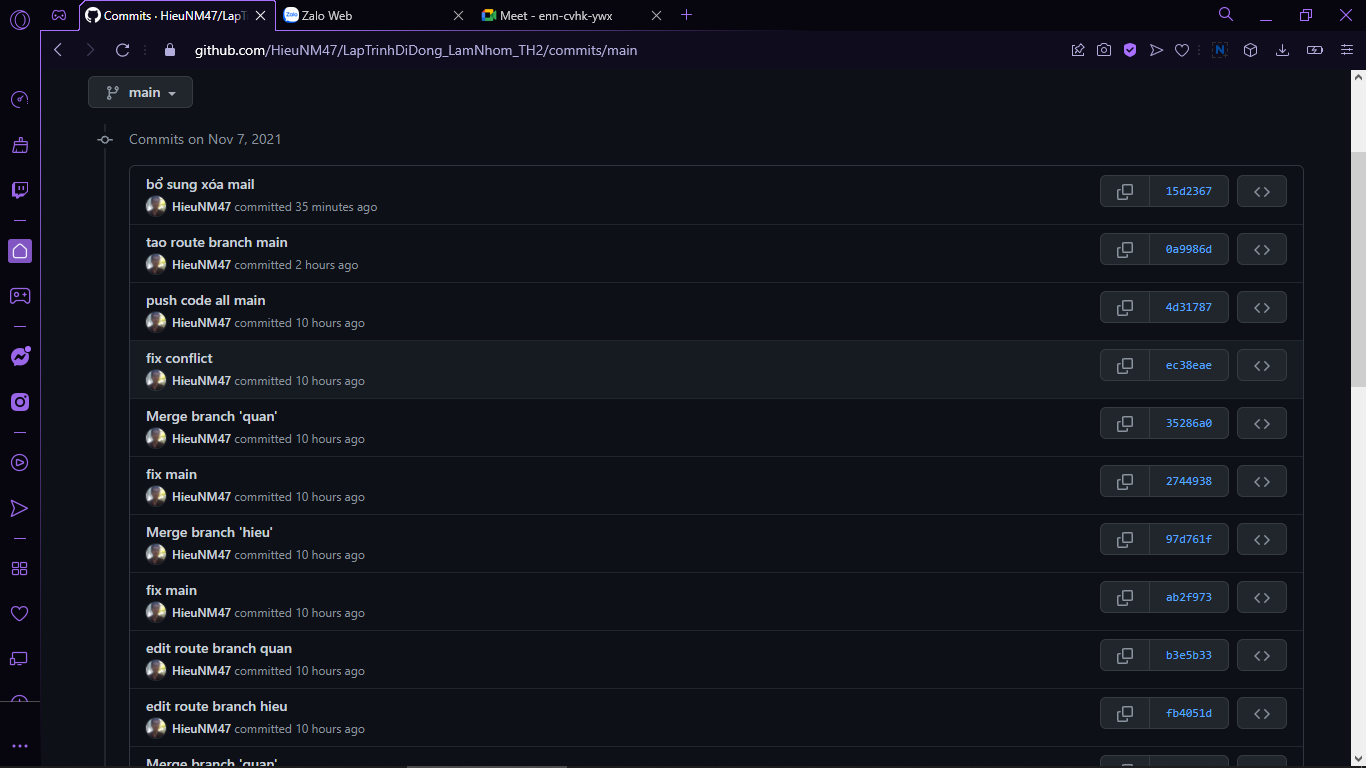 Commits · HieuNM47/LapT
Zalo Web
Meet - enn-cvhk-ywx
github.com/HieuNM47/LapTrinhDiDong_LamNhom_TH2/commits/main
main
Commits on Nov 7, 2021
bổ sung xóa mail
15d2367
HieuNM47 committed 35 minutes ago
tao route branch main
0a9986d
HieuNM47 committed 2 hours ago
push code all main
4d31787
HieuNM47 committed 10 hours ago
fix conflict
ec38eae
HieuNM47 committed 10 hours ago
Merge branch 'quan'
35286a0
HieuNM47 committed 10 hours ago
fix main
2744938
HieuNM47 committed 10 hours ago
Merge branch 'hieu'
97d761f
HieuNM47 committed 10 hours ago
fix main
ab2f973
HieuNM47 committed 10 hours ago
edit route branch quan
b3e5b33
HieuNM47 committed 10 hours ago
edit route branch hieu
fb4051d
HieuNM47 committed 10 hours ago
Merge branch 'quan'